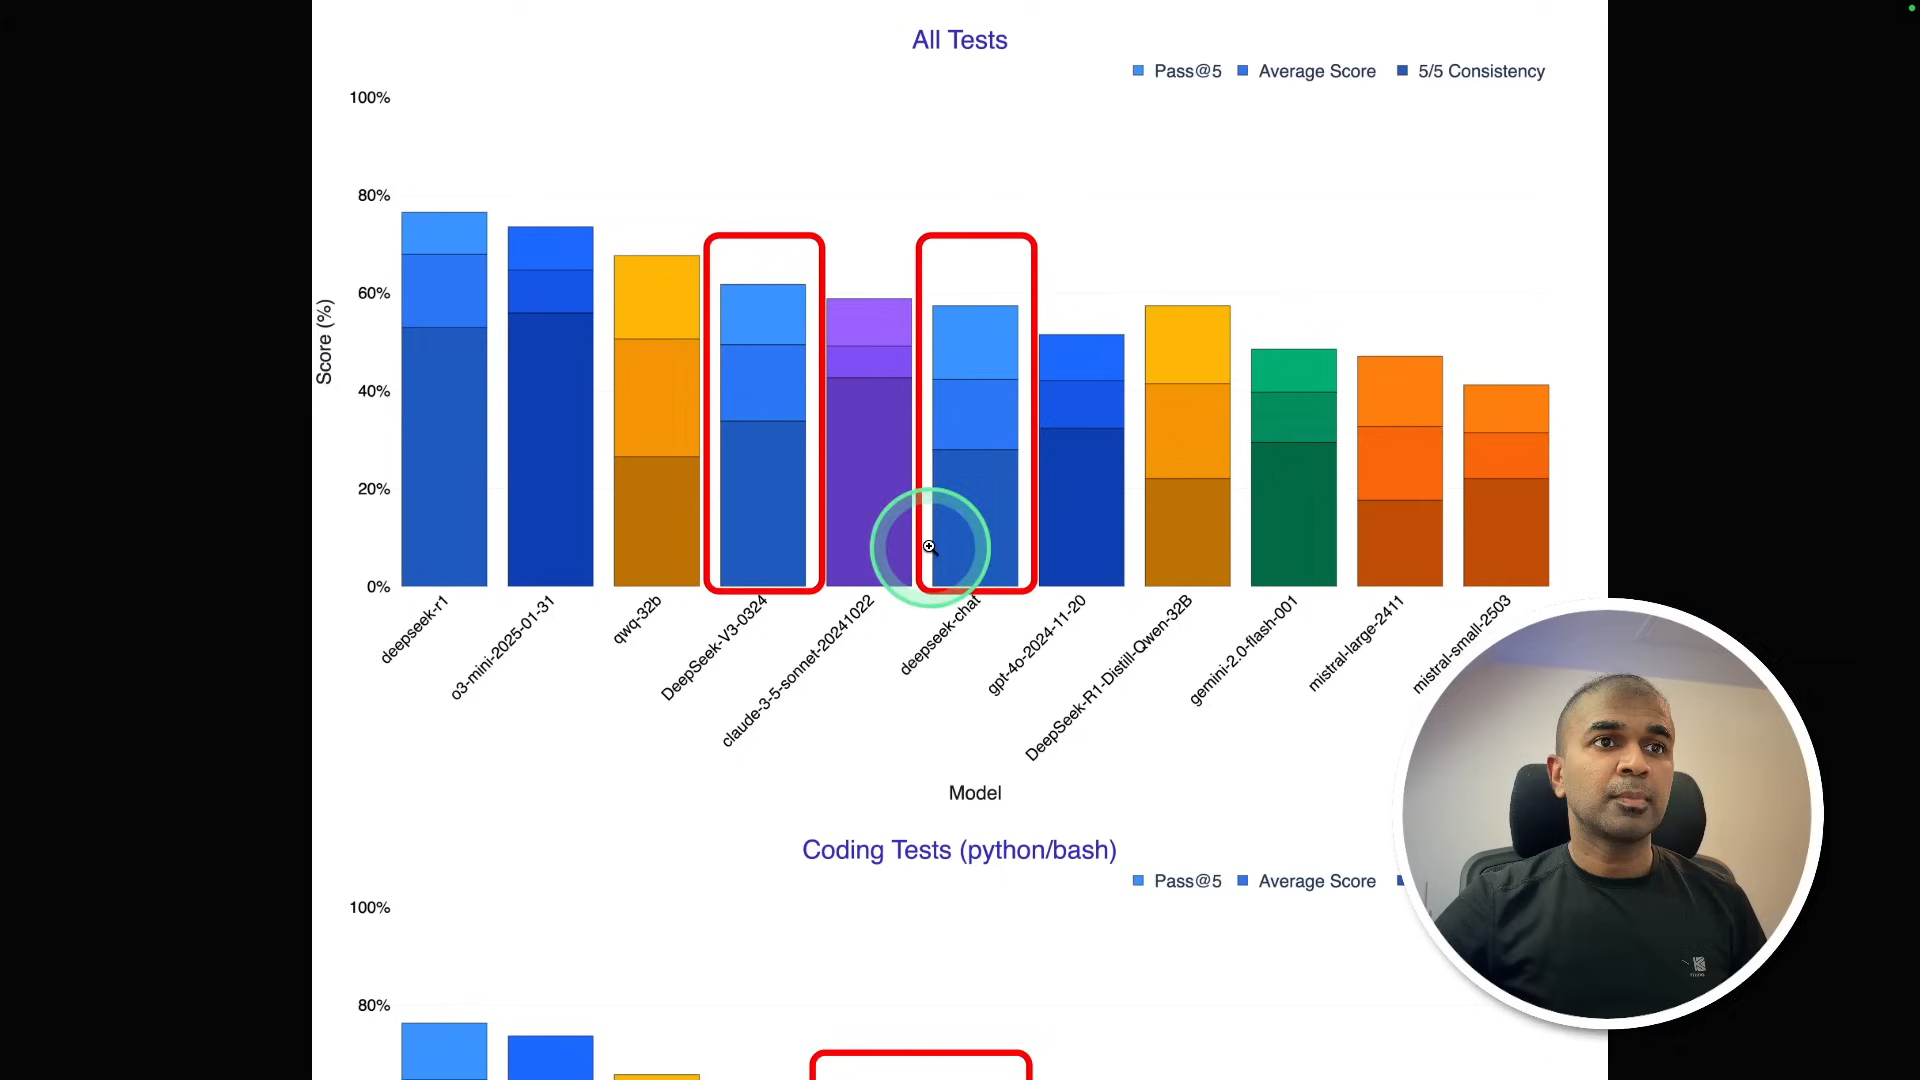 All Tests
Pass@5 Average Score 5/5 Consistency
100%
80%
60%
40%
20%
0%
Score (%)
deepseek-r1
o3-mini-2025-01-31
qwq-32b
DeepSeek-V3-0324
claude-3-5-sonnet-20241022
deepseek-chat
gpt-4o-2024-11-20
DeepSeek-R1-Distill-Qwen-32B
gemini-2.0-flash-001
mistral-large-2411
mistral-small-2503
Model
Coding Tests (python/bash)
Pass@5 Average Score
100%
80%